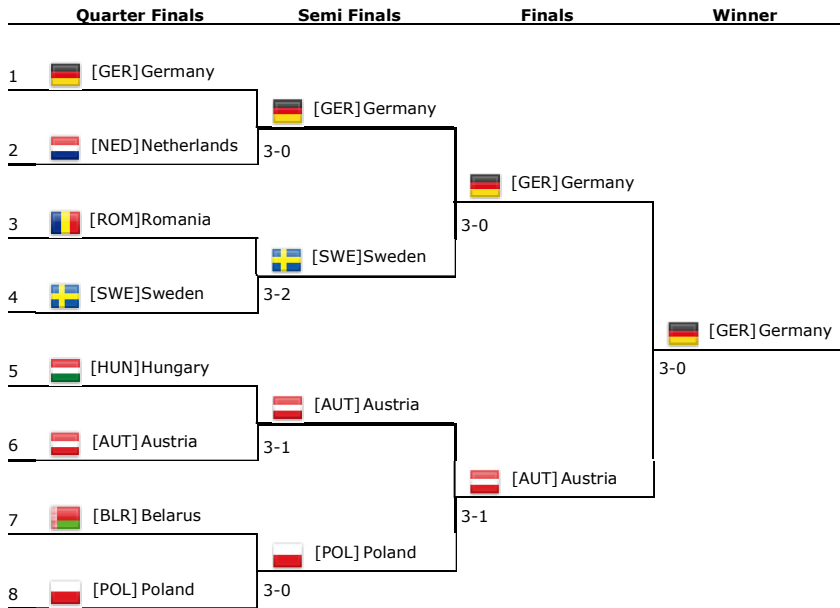 Quarter Finals Semi Finals Finals Winner
1 [GER] Germany
[GER] Germany
2 [NED] Netherlands 3-0
[GER] Germany
3 [ROM] Romania 3-0
[SWE] Sweden
4 [SWE] Sweden 3-2
[GER] Germany
5 [HUN] Hungary 3-0
[AUT] Austria
6 [AUT] Austria 3-1
[AUT] Austria
7 [BLR] Belarus 3-1
[POL] Poland
8 [POL] Poland 3-0